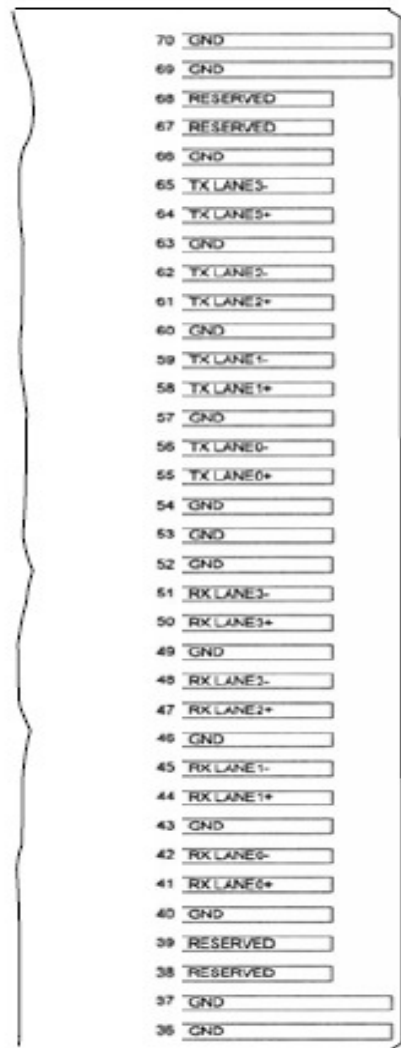 70 GND
69 GND
68 RESERVED
67 RESERVED
66 GND
65 TX LANE3-
64 TX LANE3+
63 GND
62 TX LANE2-
61 TX LANE2+
60 GND
59 TX LANE1-
58 TX LANE1+
57 GND
56 TX LANE0-
55 TX LANE0+
54 GND
53 GND
52 GND
51 RX LANE3-
50 RX LANE3+
49 GND
48 RX LANE2-
47 RX LANE2+
46 GND
45 RX LANE1-
44 RX LANE1+
43 GND
42 RX LANE0-
41 RX LANE0+
40 GND
39 RESERVED
38 RESERVED
37 GND
36 GND